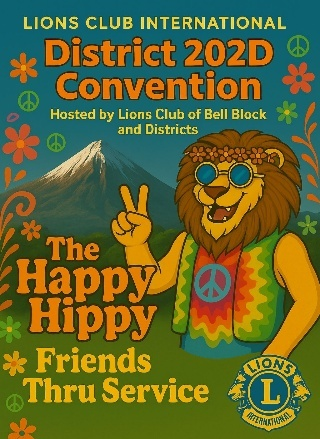 LIONS CLUB INTERNATIONAL
District 202D
Convention
Hosted by Lions Club of Bell Block
and Districts
The
Happy
Hippy
Friends
Thru Service
LIONS
L
INTERNATIONAL